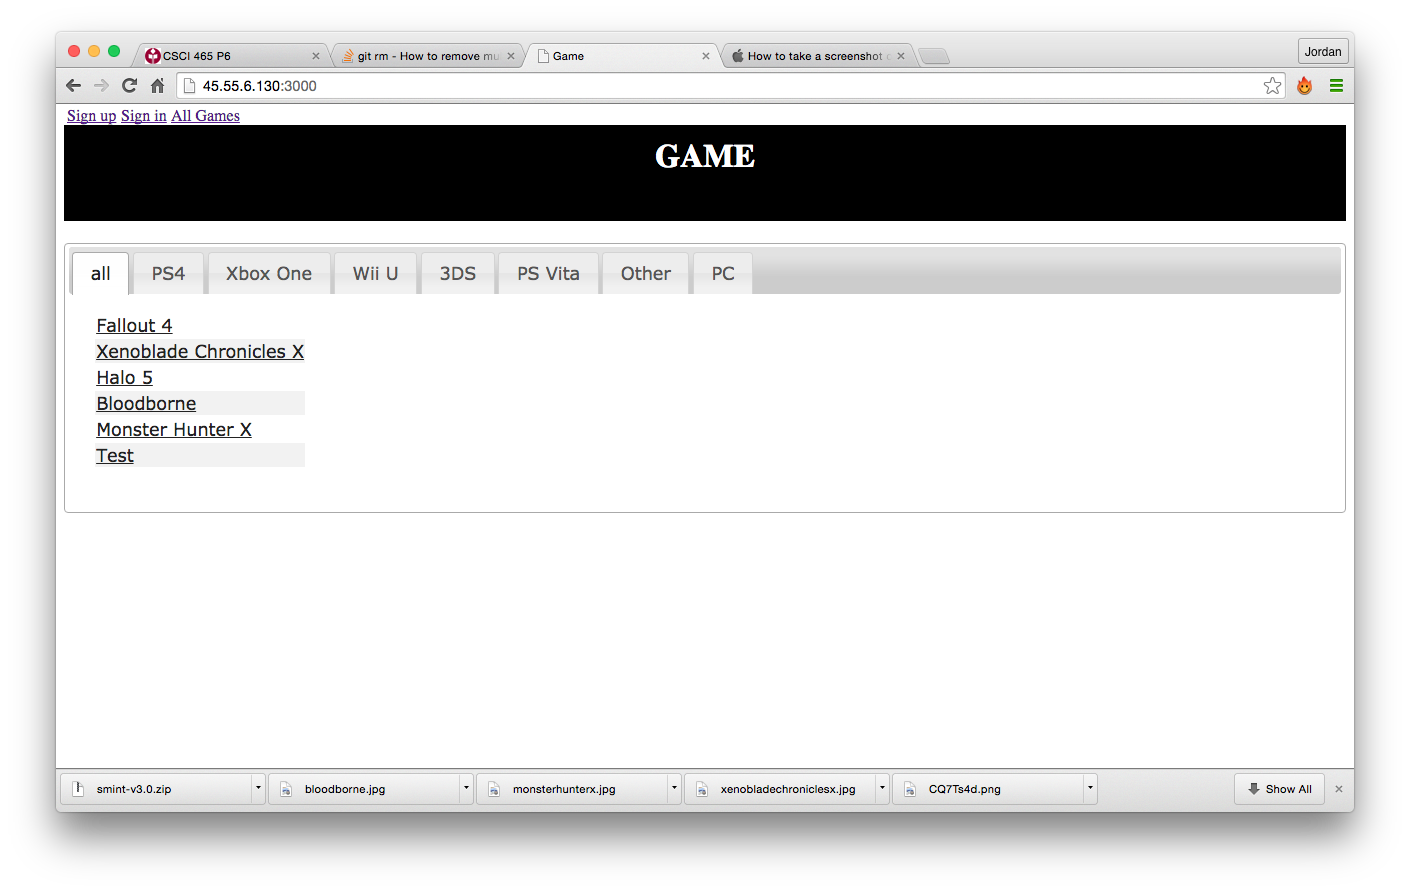 CSCI 465 P6
git rm - How to remove mu
Game
How to take a screenshot
Jordan
45.55.6.130:3000
Sign up Sign in All Games
GAME
all PS4 Xbox One Wii U 3DS PS Vita Other PC
Fallout 4
Xenoblade Chronicles X
Halo 5
Bloodborne
Monster Hunter X
Test
smint-v3.0.zip
bloodborne.jpg
monsterhunterx.jpg
xenobladechroniclesx.jpg
CQ7Ts4d.png
Show All